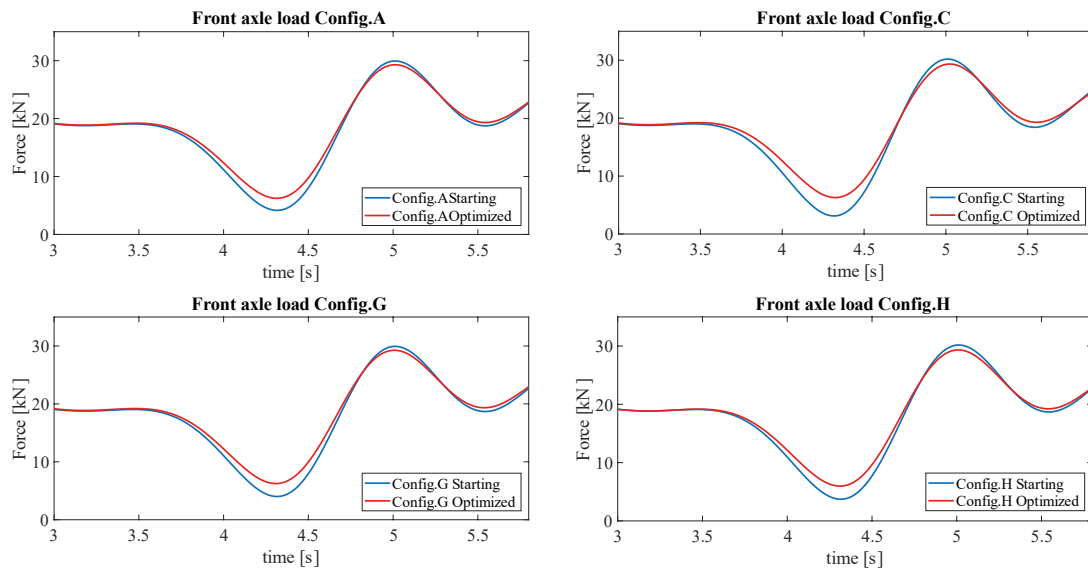 Front axle load Config.A
Force [kN]
30
20
10
0
Config.AStarting
Config.AOptimized
3
3.5
4
4.5
5
5.5
time [s]
Front axle load Config.C
Force [kN ]
30
20
10
0
Config.C Starting
Config.C Optimized
3
3.5
4
4.5
5
5.5
time [s]
Front axle load Config.G
Force [kN ]
30
20
10
0
Config.G Starting
Config.G Optimized
3
3.5
4
4.5
5
5.5
time [s]
Front axle load Config.H
Force [kN ]
30
20
10
0
Config.H Starting
Config.H Optimized
3
3.5
4
4.5
5
5.5
time [s]